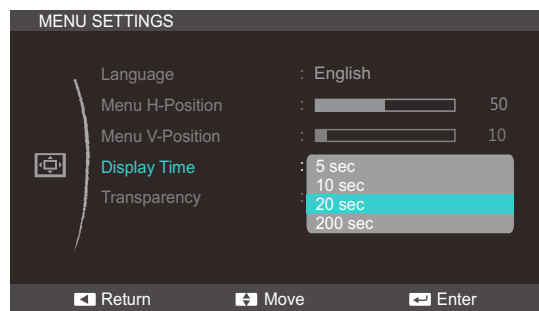 MENU SETTINGS
Language : English
Menu H-Position : 50
Menu V-Position : 10
Display Time : 5 sec
10 sec
20 sec
Transparency :
200 sec
Return Move Enter